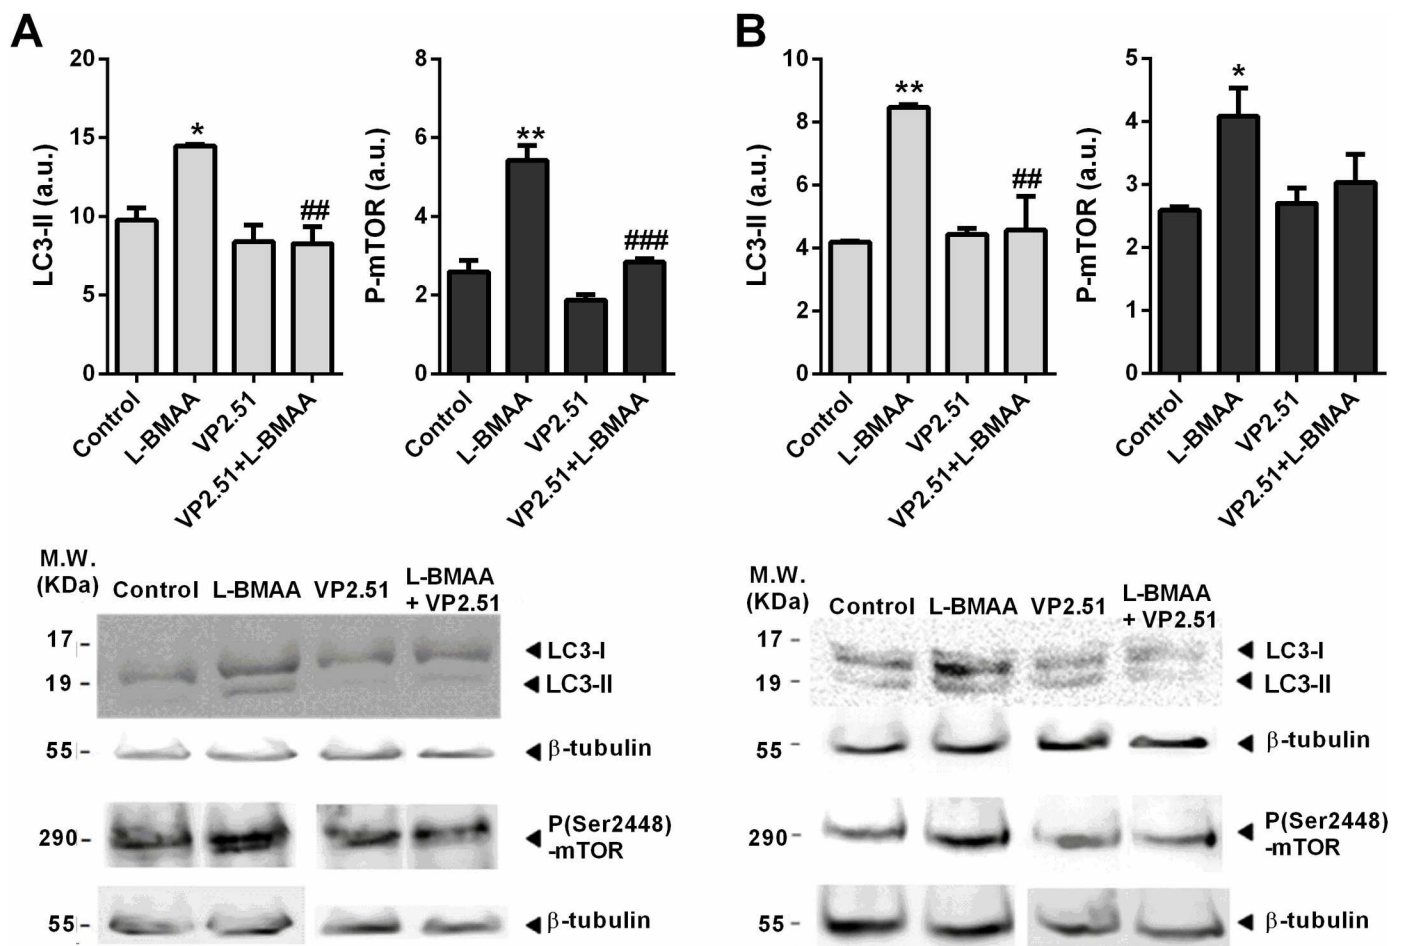 A
B
LC3-II (a.u.)
20
15
10
5
0
*
##
Control
L-BMAA
VP2.51
VP2.51+L-BMAA
P-mTOR (a.u.)
8
6
4
2
0
**
###
Control
L-BMAA
VP2.51
VP2.51+L-BMAA
LC3-II (a.u.)
10
8
6
4
2
0
**
##
Control
L-BMAA
VP2.51
VP2.51+L-BMAA
P-mTOR (a.u.)
5
4
3
2
1
0
*
Control
L-BMAA
VP2.51
VP2.51+L-BMAA
M.W.
(KDa)
Control L-BMAA VP2.51 L-BMAA
+ VP2.51
17 - LC3-I
19 - LC3-II
55 - β-tubulin
290 - P(Ser2448)
-mTOR
55 - β-tubulin
M.W.
(KDa)
Control L-BMAA VP2.51 L-BMAA
+ VP2.51
17 - LC3-I
19 - LC3-II
55 - β-tubulin
290 - P(Ser2448)
-mTOR
55 - β-tubulin